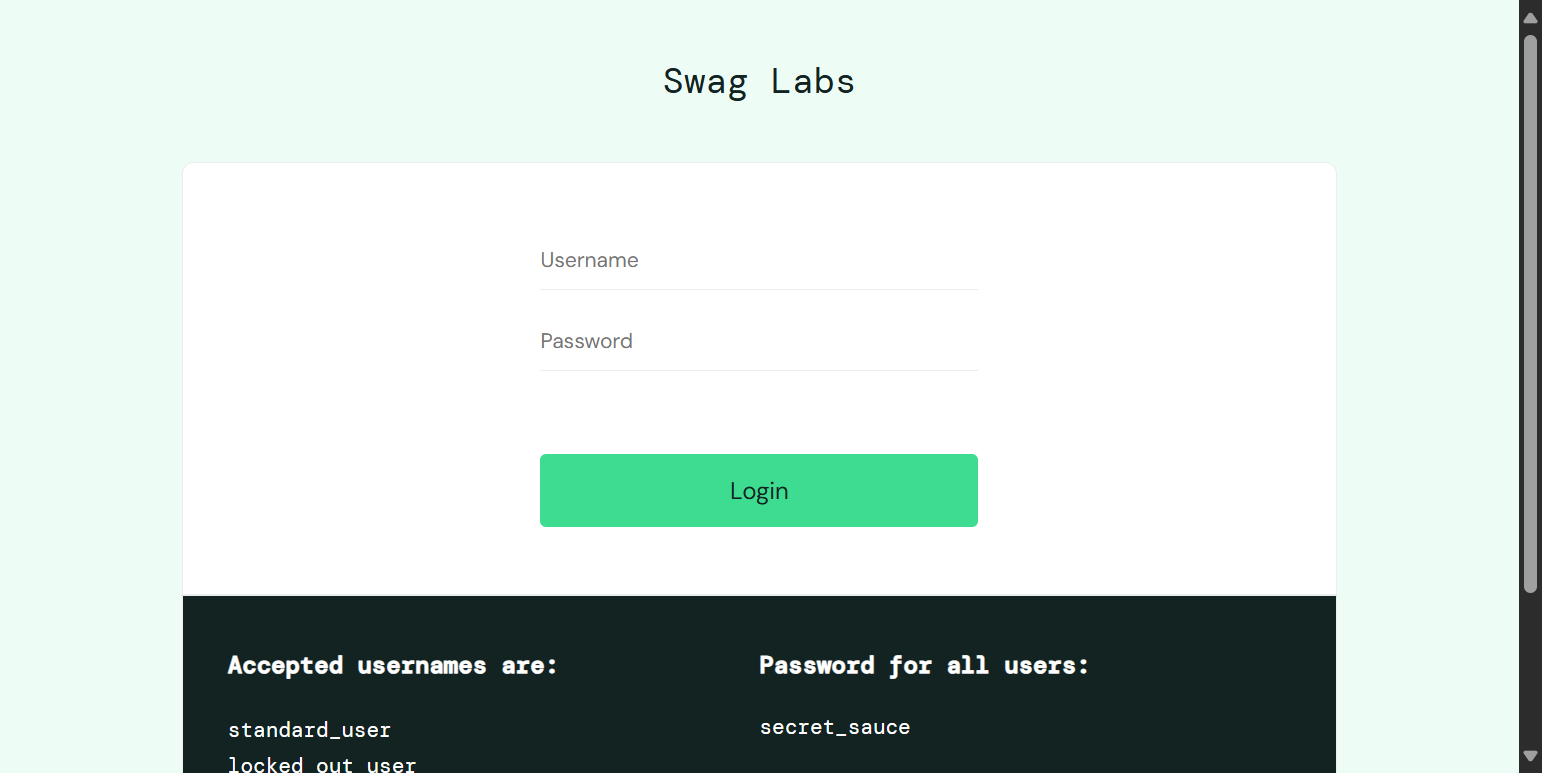 Swag Labs
Username
Password
Login
Accepted usernames are:
standard_user
locked_out_user
Password for all users:
secret_sauce